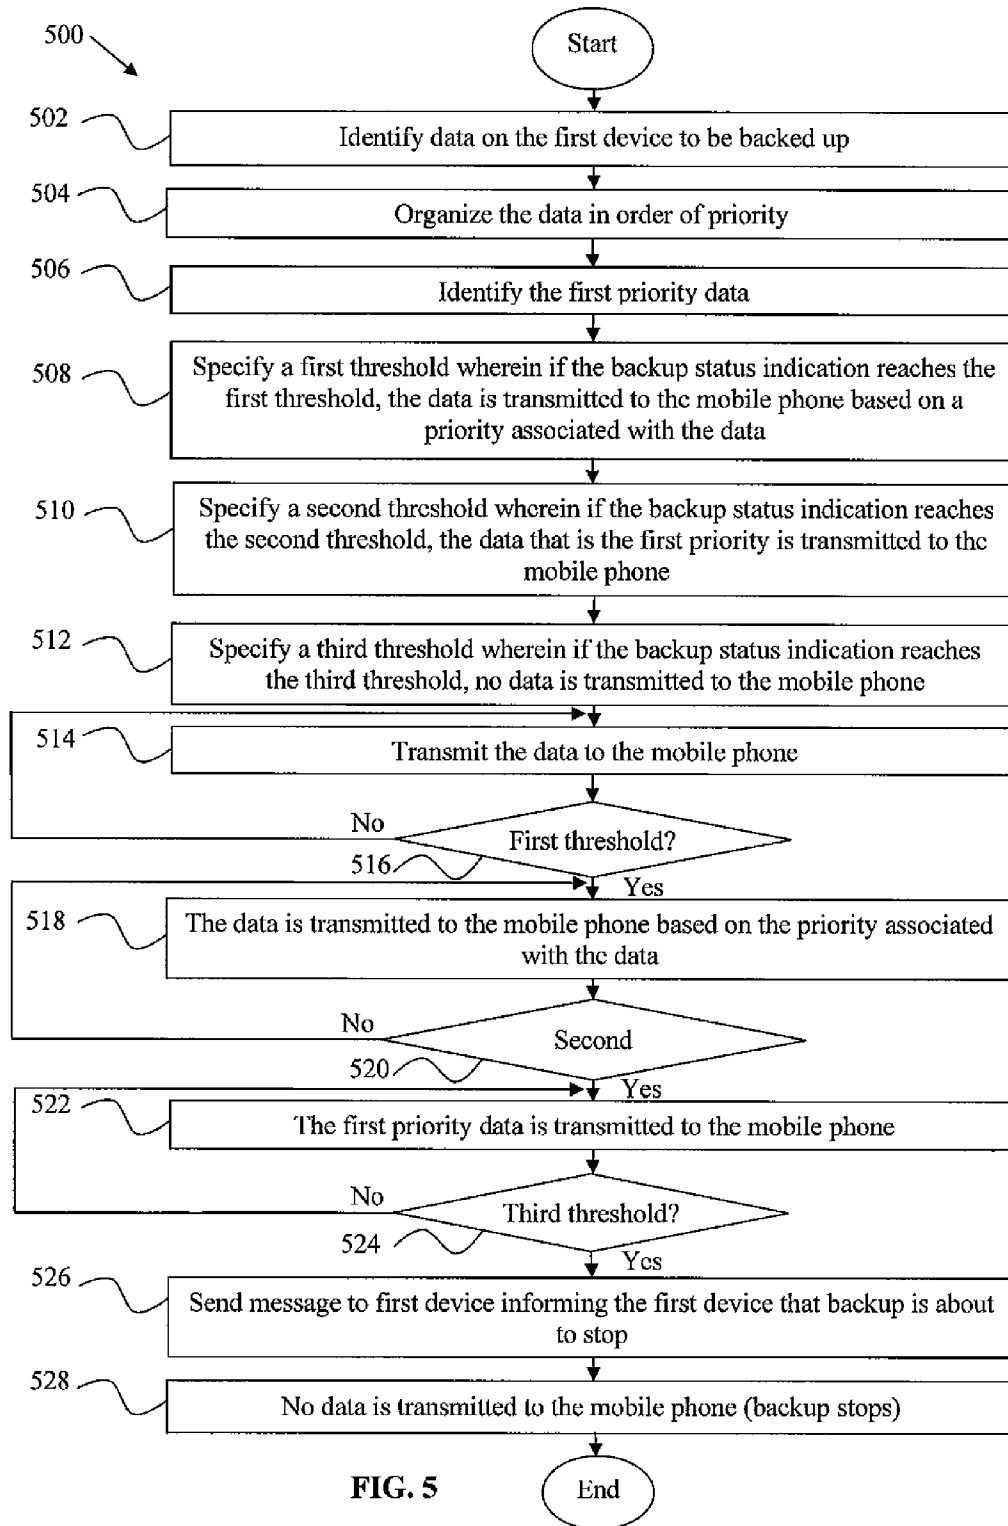 500
Start
502
Identify data on the first device to be backed up
504
Organize the data in order of priority
506
Identify the first priority data
508
Specify a first threshold wherein if the backup status indication reaches the
first threshold, the data is transmitted to the mobile phone based on a
priority associated with the data
510
Specify a second threshold wherein if the backup status indication reaches
the second threshold, the data that is the first priority is transmitted to the
mobile phone
512
Specify a third threshold wherein if the backup status indication reaches
the third threshold, no data is transmitted to the mobile phone
514
Transmit the data to the mobile phone
No
First threshold?
516
Yes
518
The data is transmitted to the mobile phone based on the priority associated
with the data
No
Second
520
Yes
522
The first priority data is transmitted to the mobile phone
No
Third threshold?
524
Yes
526
Send message to first device informing the first device that backup is about
to stop
528
No data is transmitted to the mobile phone (backup stops)
FIG. 5
End